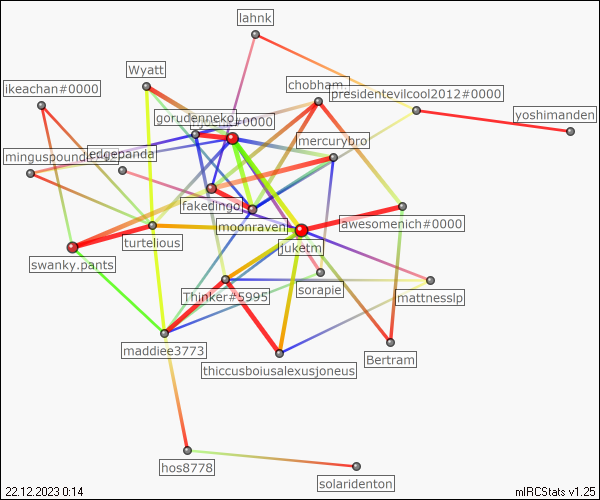 lahnk
Wyatt
ikeachan#0000
chobham
presidentevilcool2012#0000
gorudenneko
#0000
yoshimanden
mercurybro
edgepanda
fakedingo
moonraven
awesomenich#0000
turtelious
juketm
swanky.pants
sorapie
mattnesslp
Thinker#5995
maddiee3773
Bertram
thiccusboiusalexusjoneus
hos8778
solaridenton
22.12.2023 0:14
mIRCStats v1.25